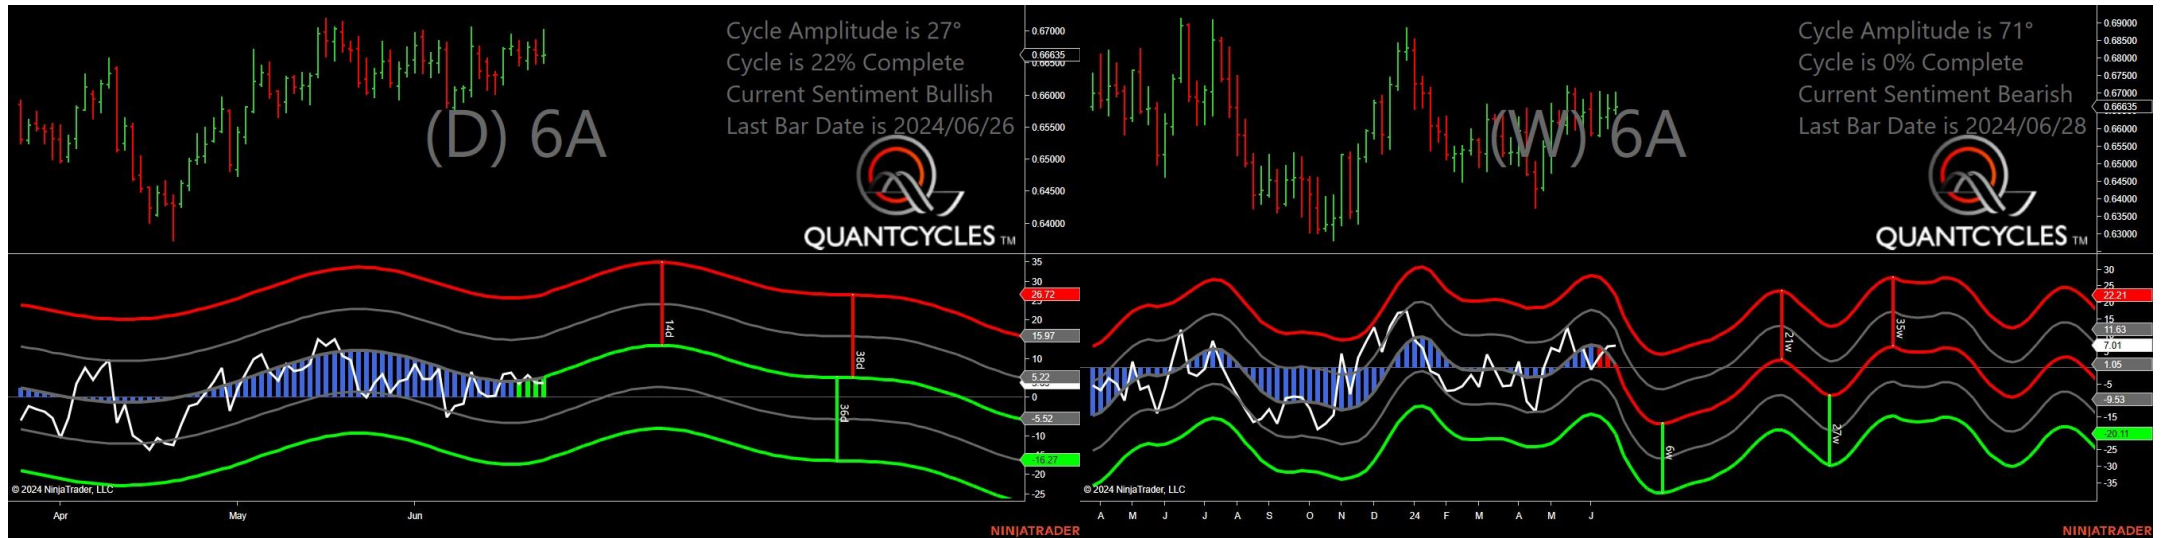 Cycle Amplitude is 27°
Cycle is 22% Complete
Current Sentiment Bullish
Last Bar Date is 2024/06/26
(D) 6A
QUANTCYCLES TM
0.67000
0.66635
0.66500
0.66000
0.65500
0.65000
0.64500
0.64000
35
30
26.72
25
20
15.97
10
5.22
0
-5.52
-10
-16.27
-20
-25
14d
38d
36d
© 2024 NinjaTrader, LLC
Apr May Jun
NINJATRADER
Cycle Amplitude is 71°
Cycle is 0% Complete
Current Sentiment Bearish
Last Bar Date is 2024/06/28
(W) 6A
QUANTCYCLES TM
0.69000
0.68500
0.68000
0.67500
0.67000
0.66635
0.66000
0.65500
0.65000
0.64500
0.64000
0.63500
0.63000
30
25
22.21
20
15
11.63
7.01
1.05
-5
-9.53
-15
-20.11
-25
-30
-35
6w
21w
27w
35w
© 2024 NinjaTrader, LLC
A M J J A S O N D 24 F M A M J
NINJATRADER